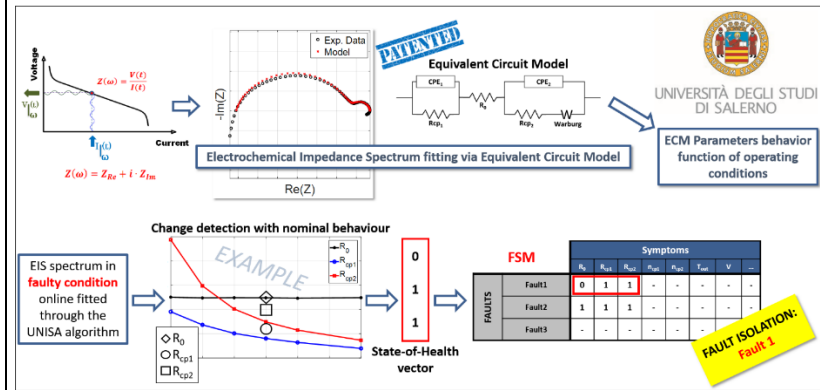 Voltage
Z(ω) = V(t)/I(t)
V|(t)ω
I|(t)ω
Current
Z(ω) = Z_Re + i · Z_Im
Exp. Data
Model
-Im(Z)
Re(Z)
PATENTED
Equivalent Circuit Model
CPE₁
CPE₂
Rcp₁
Rcp₂
Warburg
UNIVERSITÀ DEGLI STUDI
DI SALERNO
Electrochemical Impedance Spectrum fitting via Equivalent Circuit Model
ECM Parameters behavior
function of operating
conditions
EIS spectrum in
faulty condition
online fitted
through the
UNISA algorithm
Change detection with nominal behaviour
EXAMPLE
R0
Rcp1
Rcp2
R0
Rcp1
Rcp2
0
1
1
State-of-Health
vector
FSM
Symptoms
R0 Rcp1 Rcp2 ncp1 ncp2 Tout V ...
FAULTS
Fault1 0 1 1 - - - - -
Fault2 1 1 1 - - - - -
Fault3 - - - - - - - -
FAULT ISOLATION:
Fault 1